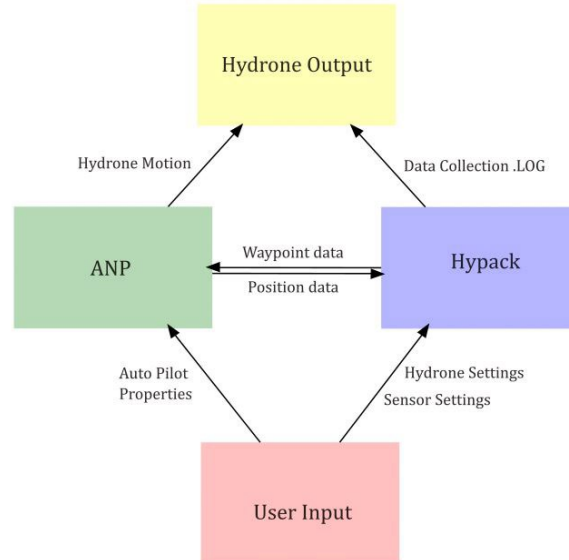 Hydrone Output
Hydrone Motion
Data Collection .LOG
ANP
Waypoint data
Position data
Hypack
Auto Pilot
Properties
Hydrone Settings
Sensor Settings
User Input